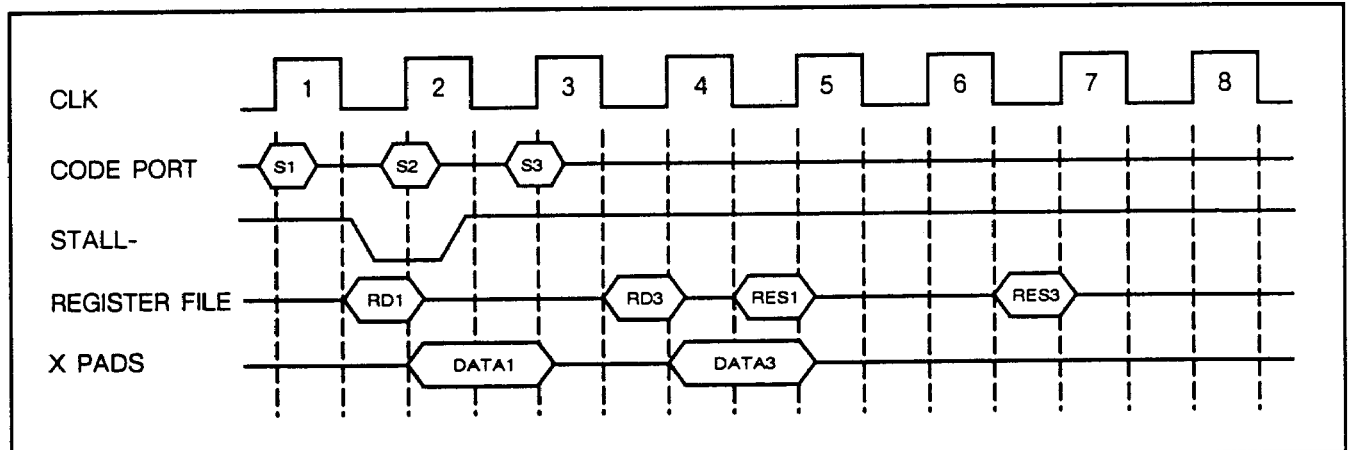 CLK 1 2 3 4 5 6 7 8
CODE PORT S1 S2 S3
STALL-
REGISTER FILE RD1 RD3 RES1 RES3
X PADS DATA1 DATA3